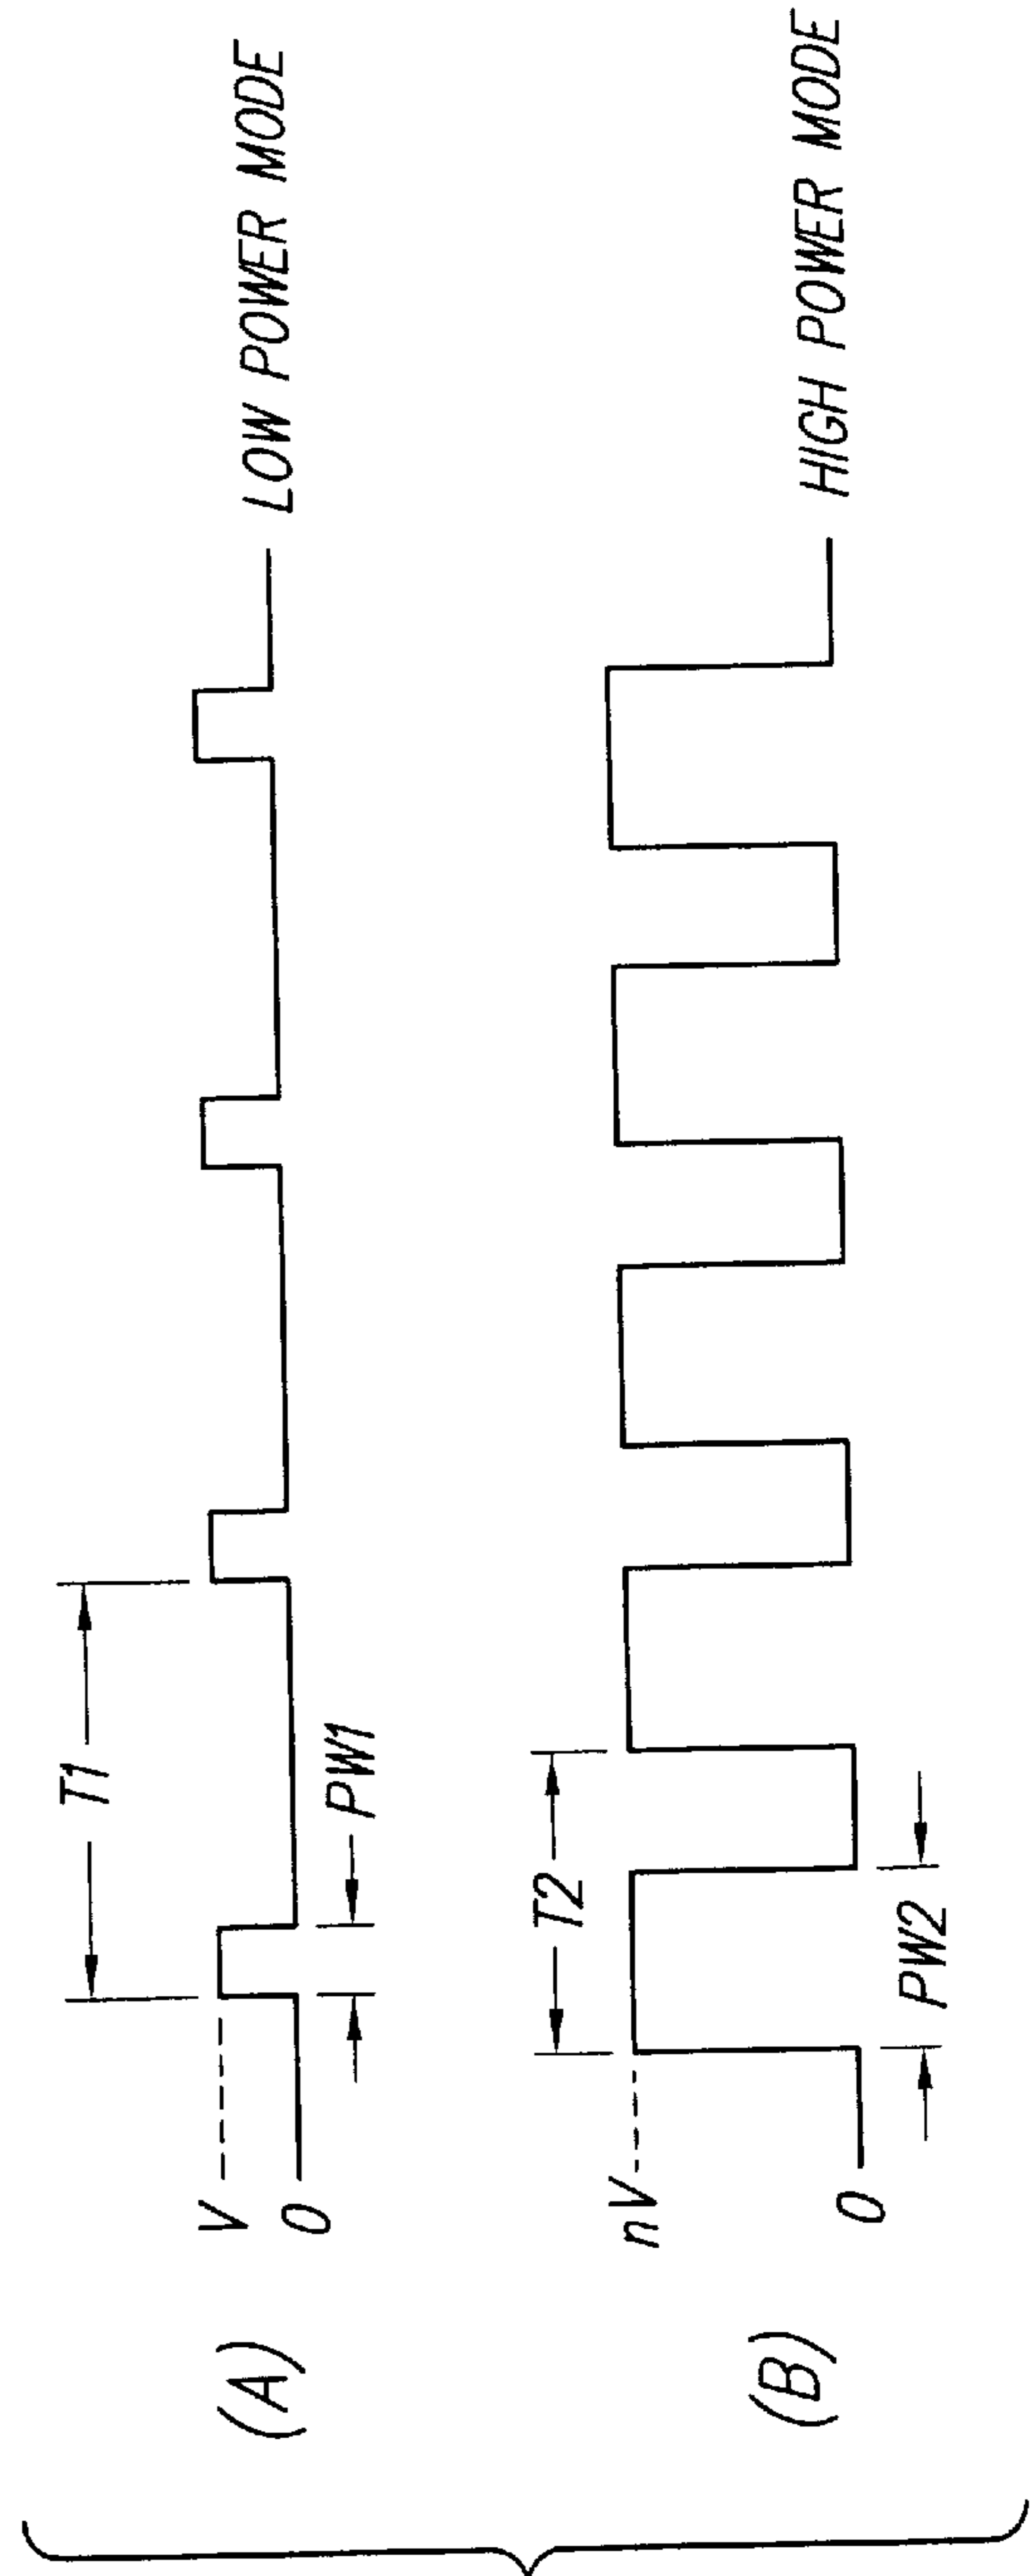 (A)
V
0
T1
PW1
LOW POWER MODE
(B)
nV
0
T2
PW2
HIGH POWER MODE